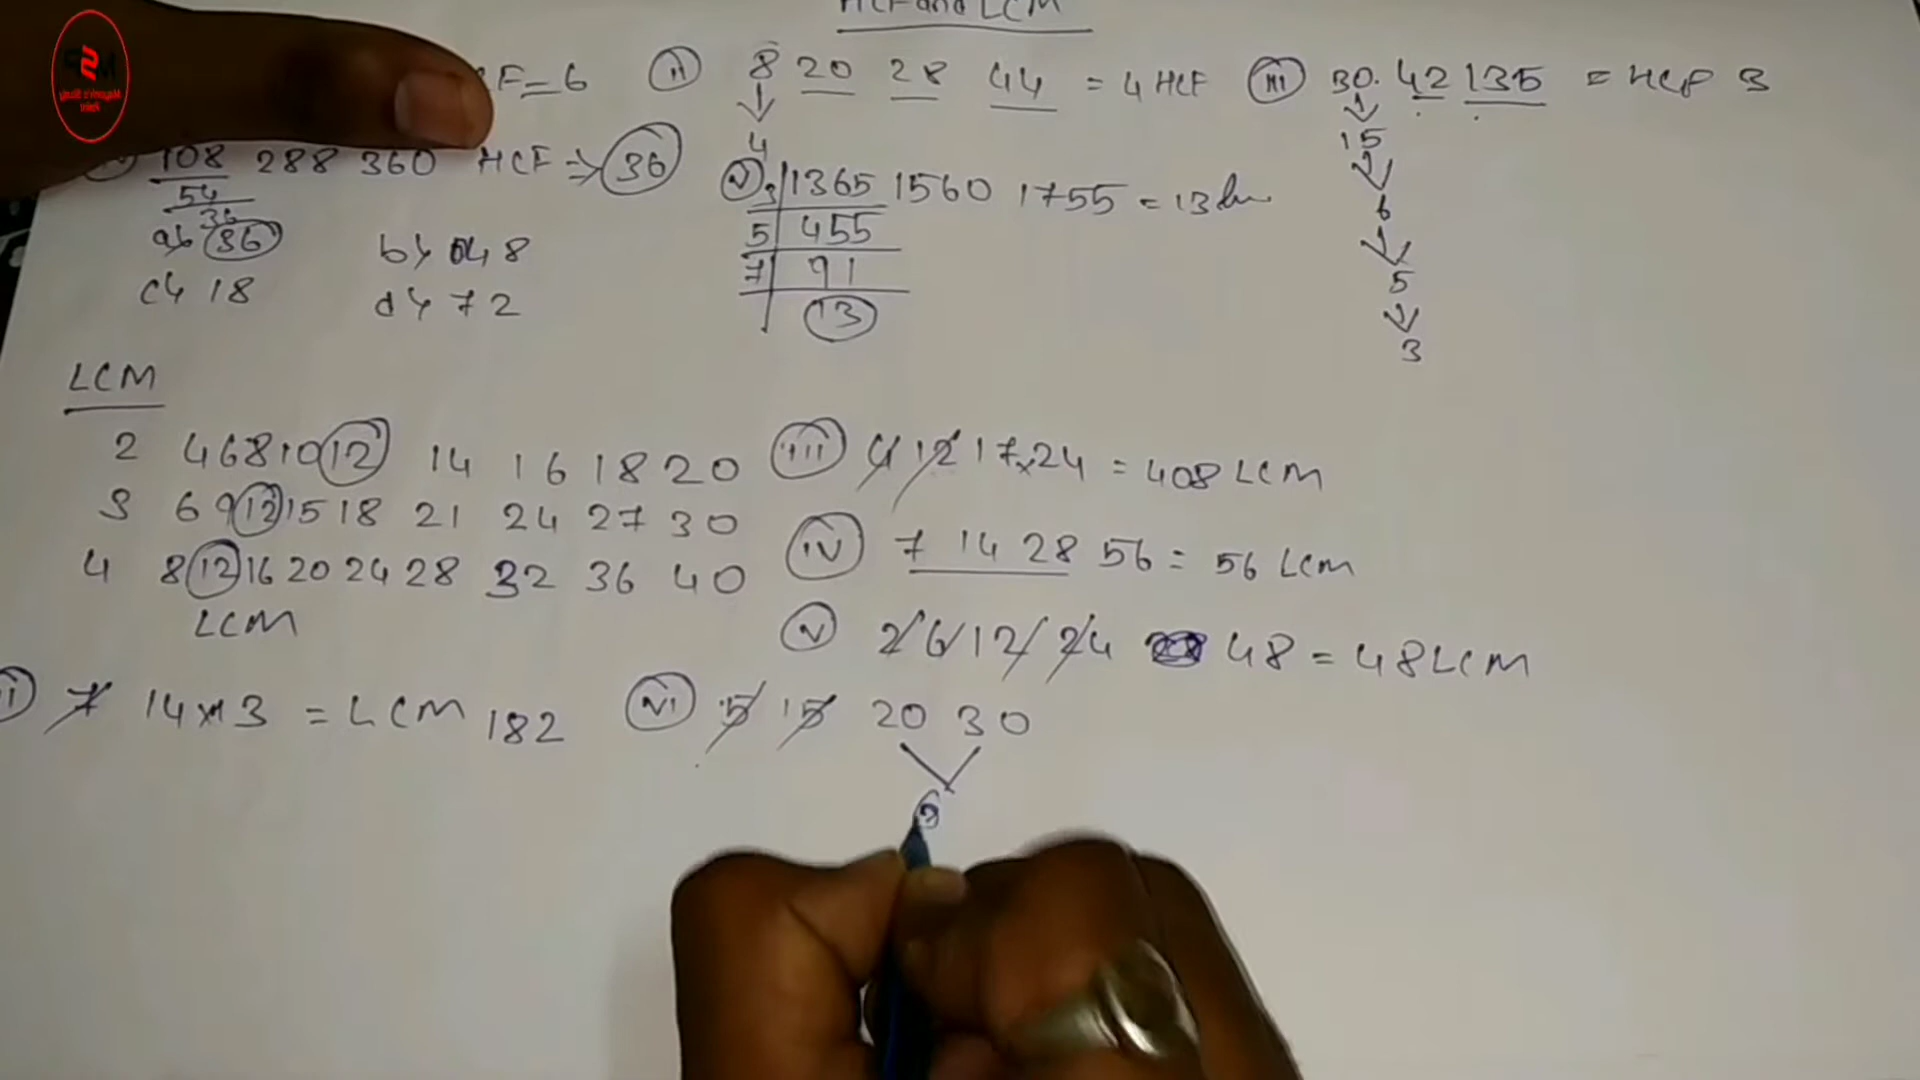 HCF and LCM
F=6 (II) 8 20 28 44 = 4 HCF (III) 30. 42 135 = HCF 3
4
15
6
5
3
108 288 360 HCF => 36
54
36
a) 36 b) 48
c) 18 d) 72
(V) 3 1365 1560 1755 = 13
5 455
7 91
13
LCM
2 4 6 8 10 12 14 16 18 20
3 6 9 12 15 18 21 24 27 30
4 8 12 16 20 24 28 32 36 40
LCM
(III) 4 12 17x24 = 408 LCM
(IV) 7 14 28 56 = 56 LCM
(V) 2 6 12 24 48 = 48 LCM
7 14x13 = LCM 182
(VI) 5 15 20 30